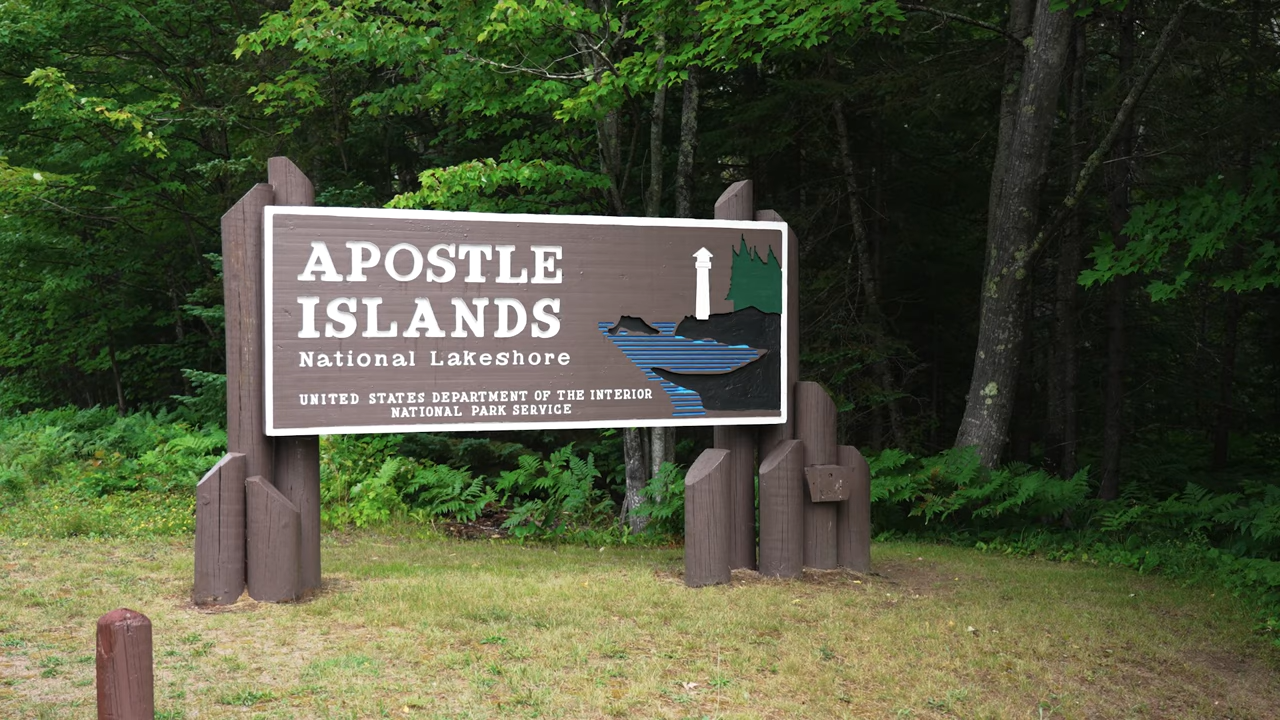 APOSTLE
ISLANDS
National Lakeshore
UNITED STATES DEPARTMENT OF THE INTERIOR
NATIONAL PARK SERVICE